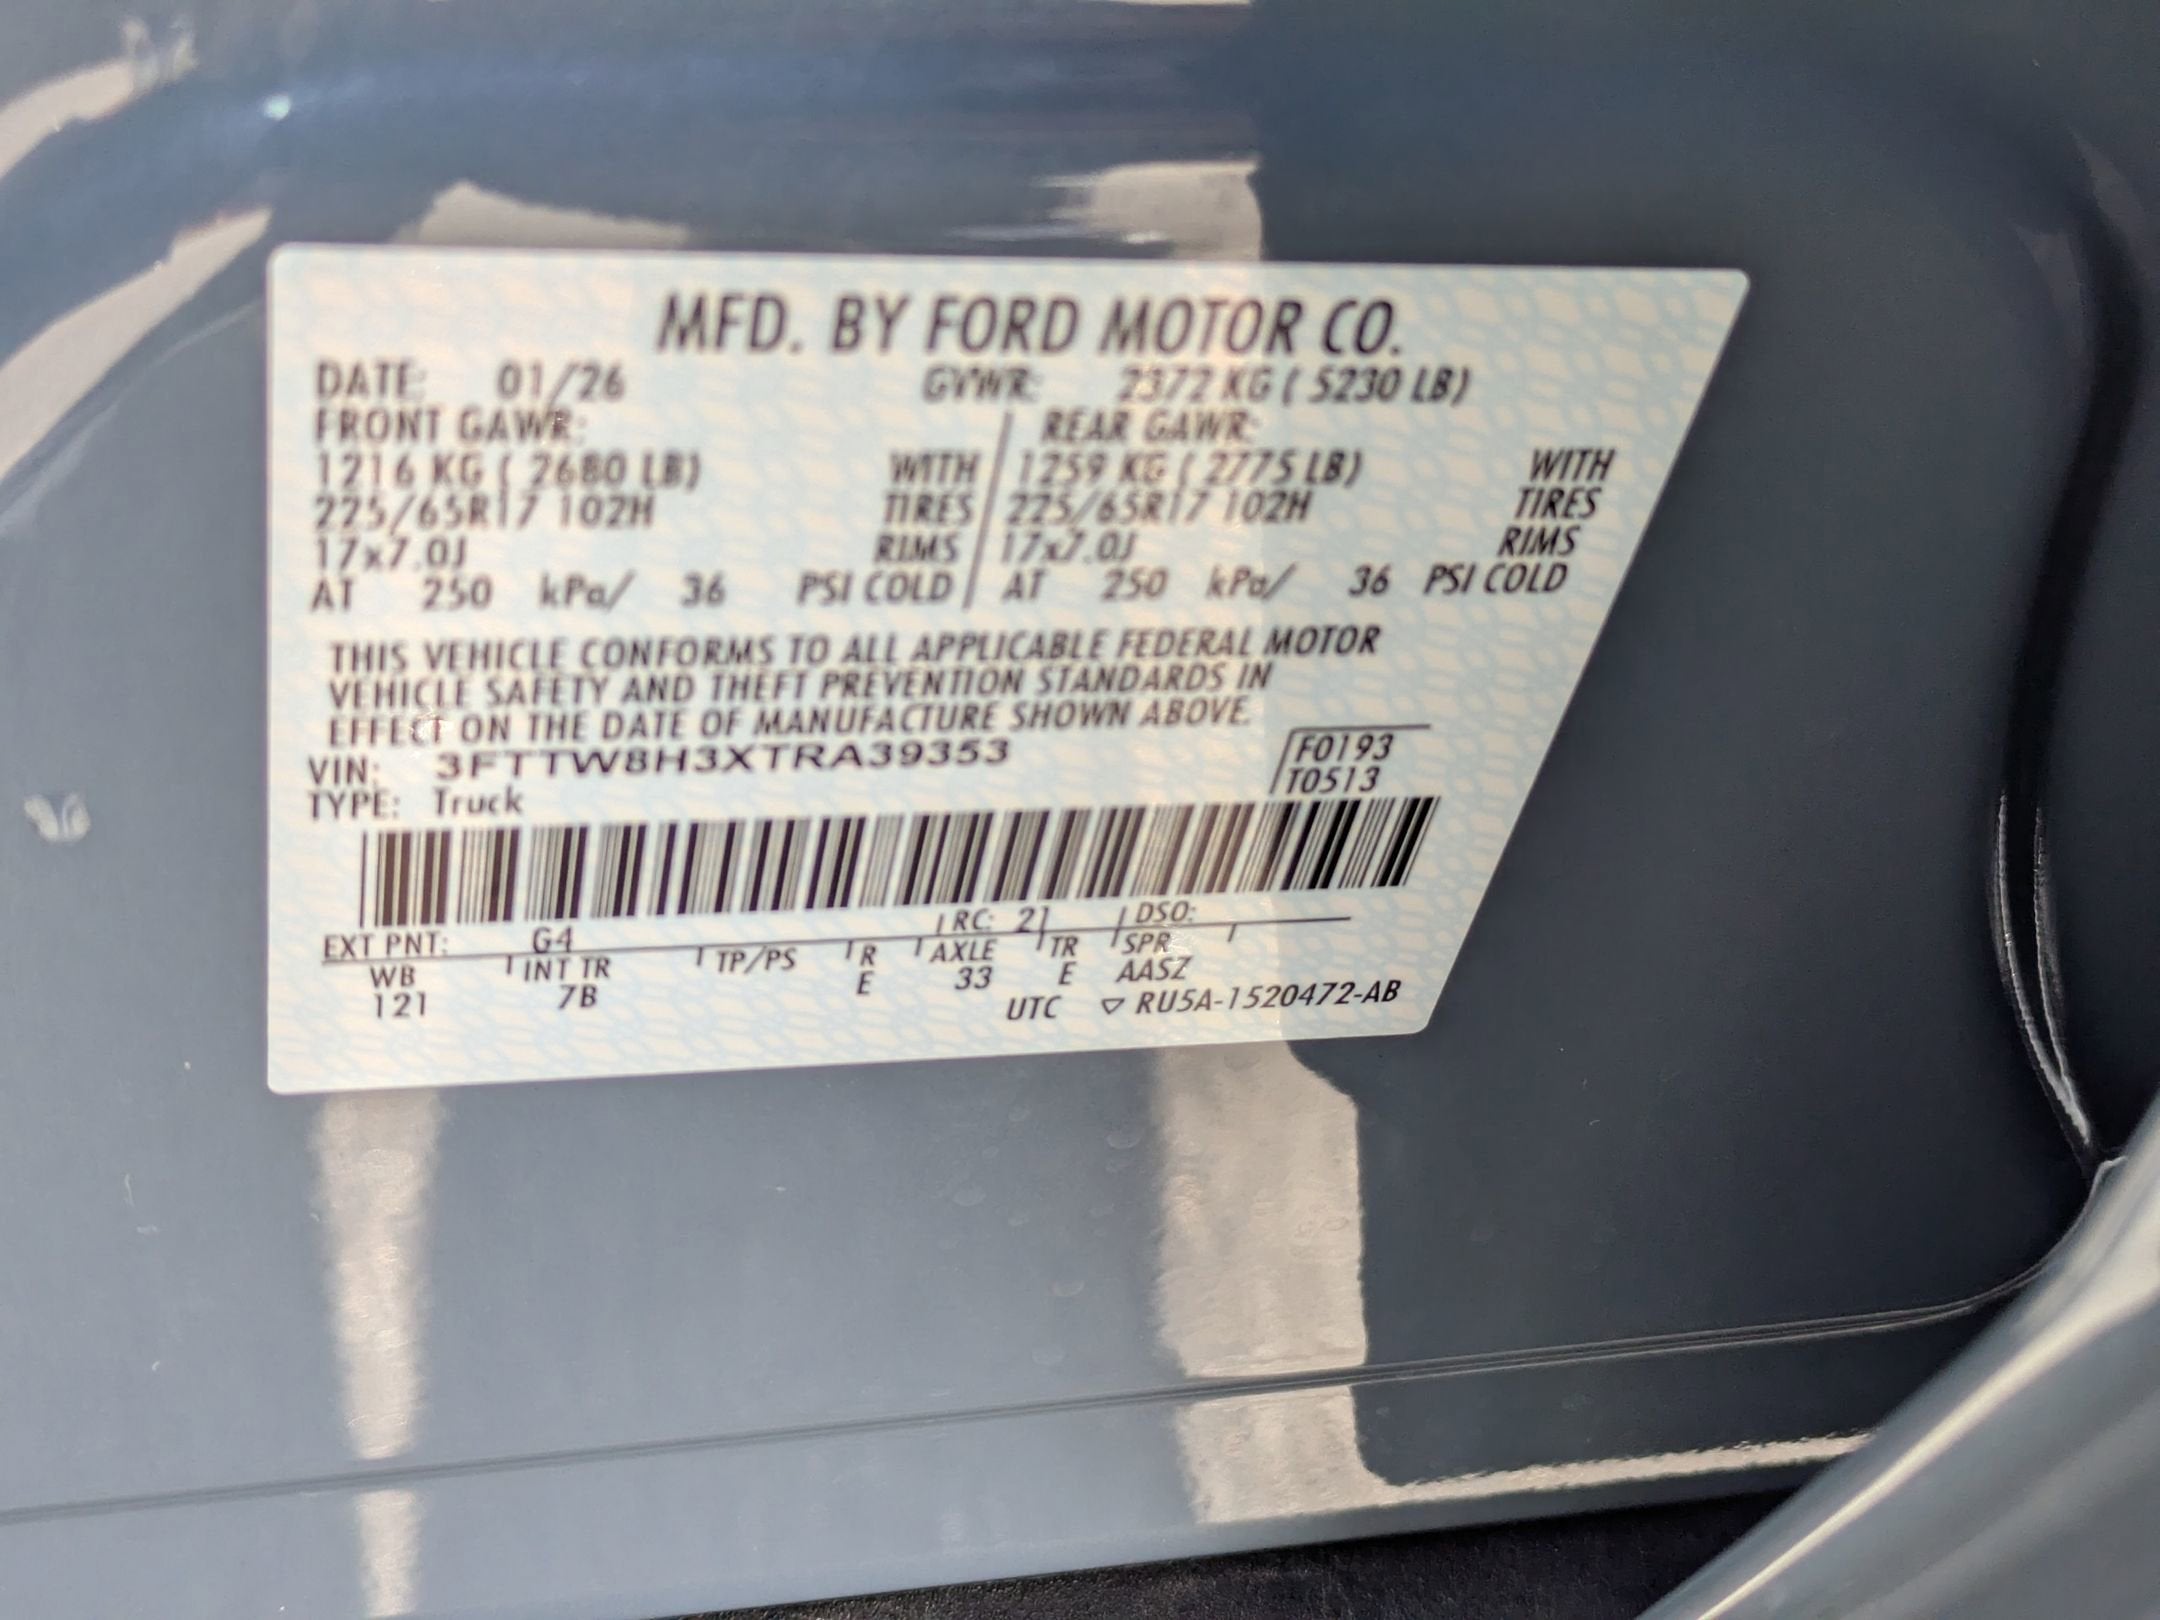 MFD. BY FORD MOTOR CO.
DATE: 01/26 GVWR: 2372 KG ( 5230 LB)
FRONT GAWR: REAR GAWR:
1216 KG ( 2680 LB) WITH 1259 KG ( 2775 LB) WITH
225/65R17 102H TIRES 225/65R17 102H TIRES
17x7.0J RIMS 17x7.0J RIMS
AT 250 kPa/ 36 PSI COLD AT 250 kPa/ 36 PSI COLD
THIS VEHICLE CONFORMS TO ALL APPLICABLE FEDERAL MOTOR
VEHICLE SAFETY AND THEFT PREVENTION STANDARDS IN
EFFECT ON THE DATE OF MANUFACTURE SHOWN ABOVE.
VIN: 3FTTW8H3XTRA39353 F0193
TYPE: Truck T0513
EXT PNT: G4 RC: 21 DSO:
WB INT TR TP/PS R AXLE TR SPR
121 7B E 33 E AASZ
UTC ▽ RU5A-1520472-AB